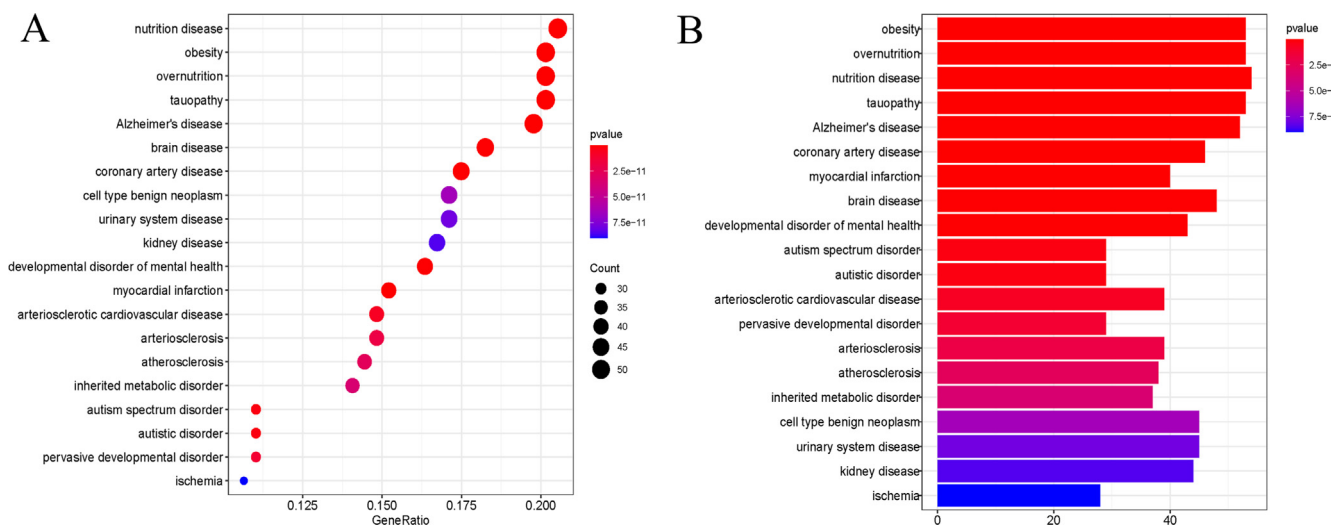 A
nutrition disease
obesity
overnutrition
tauopathy
Alzheimer's disease
brain disease
coronary artery disease
cell type benign neoplasm
urinary system disease
kidney disease
developmental disorder of mental health
myocardial infarction
arteriosclerotic cardiovascular disease
arteriosclerosis
atherosclerosis
inherited metabolic disorder
autism spectrum disorder
autistic disorder
pervasive developmental disorder
ischemia
0.125 0.150 0.175 0.200
GeneRatio
pvalue
2.5e−11
5.0e−11
7.5e−11
Count
30
35
40
45
50
B
obesity
overnutrition
nutrition disease
tauopathy
Alzheimer's disease
coronary artery disease
myocardial infarction
brain disease
developmental disorder of mental health
autism spectrum disorder
autistic disorder
arteriosclerotic cardiovascular disease
pervasive developmental disorder
arteriosclerosis
atherosclerosis
inherited metabolic disorder
cell type benign neoplasm
urinary system disease
kidney disease
ischemia
0 20 40
pvalue
2.5e−
5.0e−
7.5e−